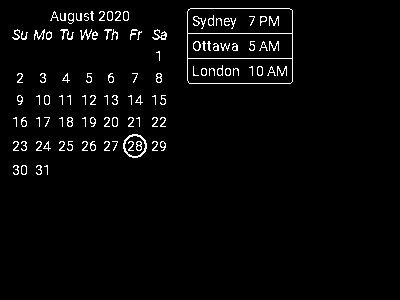 August 2020
Su Mo Tu We Th Fr Sa
1
2 3 4 5 6 7 8
9 10 11 12 13 14 15
16 17 18 19 20 21 22
23 24 25 26 27 28 29
30 31
Sydney 7 PM
Ottawa 5 AM
London 10 AM